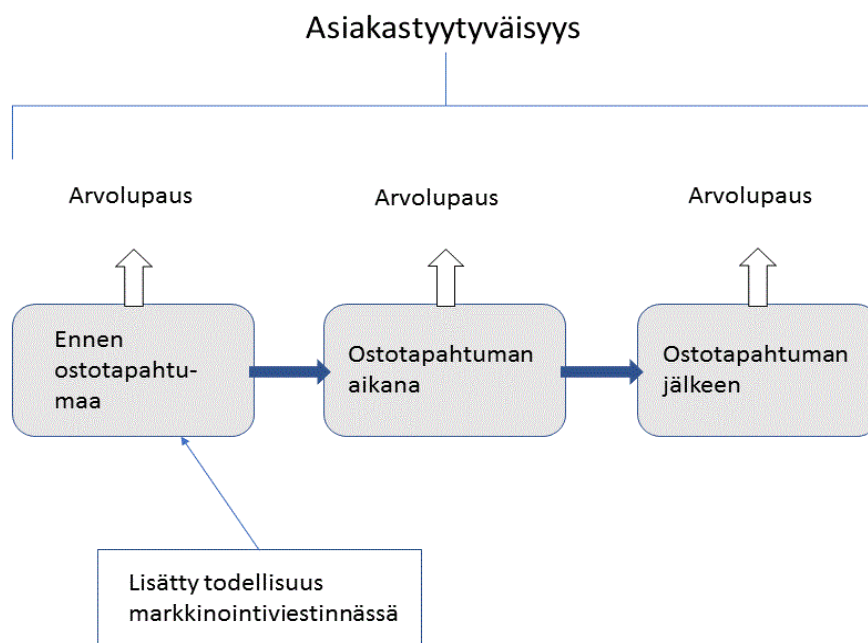 Asiakastyytyväisyys
Arvolupaus
Arvolupaus
Arvolupaus
Ennen
ostotapahtu-
maa
Ostotapahtuman
aikana
Ostotapahtuman
jälkeen
Lisätty todellisuus
markkinointiviestinnässä